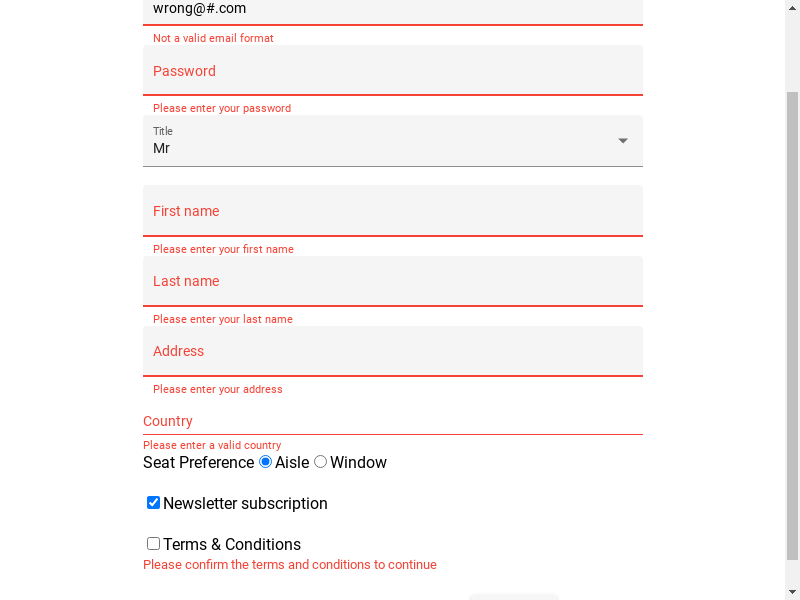 wrong@#.com
Not a valid email format
Password
Please enter your password
Title
Mr
First name
Please enter your first name
Last name
Please enter your last name
Address
Please enter your address
Country
Please enter a valid country
Seat Preference Aisle Window
Newsletter subscription
Terms & Conditions
Please confirm the terms and conditions to continue